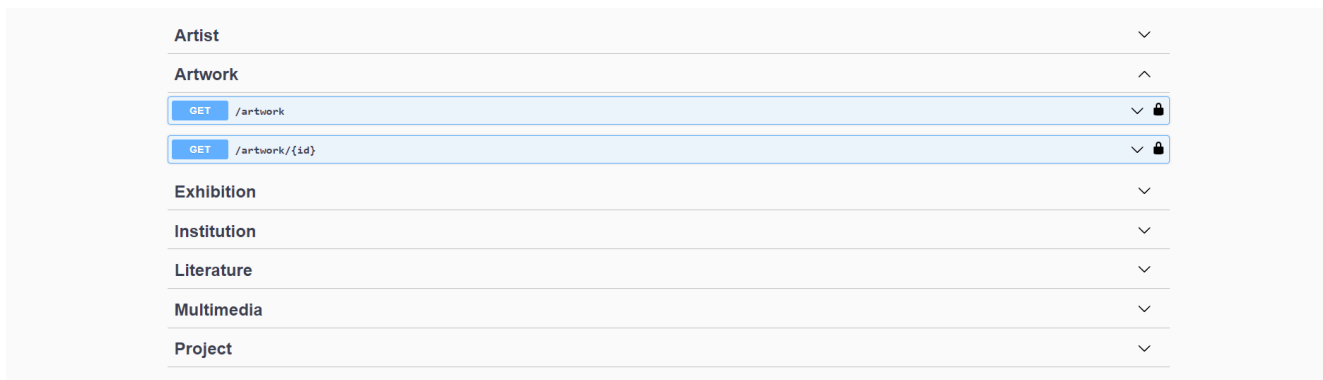 Artist
Artwork
GET /artwork
GET /artwork/{id}
Exhibition
Institution
Literature
Multimedia
Project